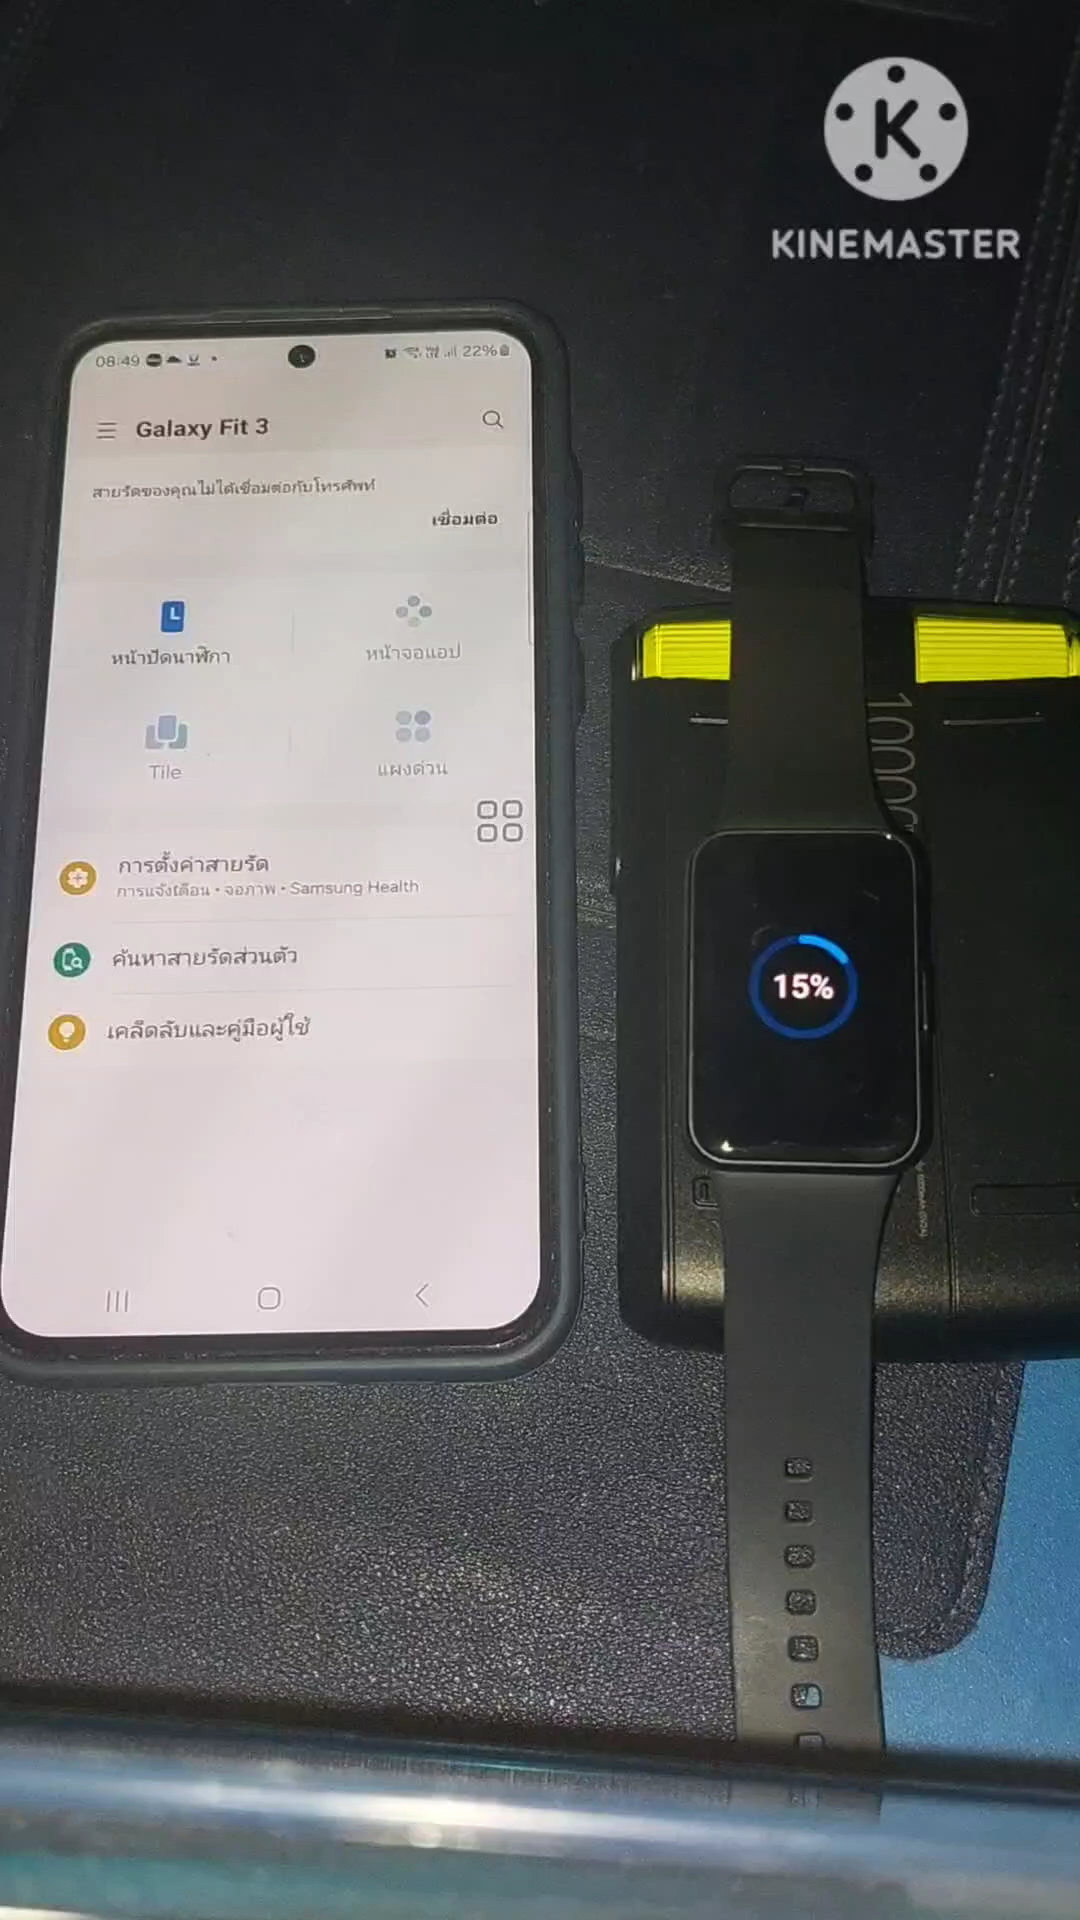 K
KINEMASTER
08:49
22%
Galaxy Fit 3
สายรัดของคุณไม่ได้เชื่อมต่อกับโทรศัพท์
เชื่อมต่อ
หน้าปัดนาฬิกา
หน้าจอแอป
Tile
แผงด่วน
การตั้งค่าสายรัด
การแจ้งเตือน • จอภาพ • Samsung Health
ค้นหาสายรัดส่วนตัว
เคล็ดลับและคู่มือผู้ใช้
15%